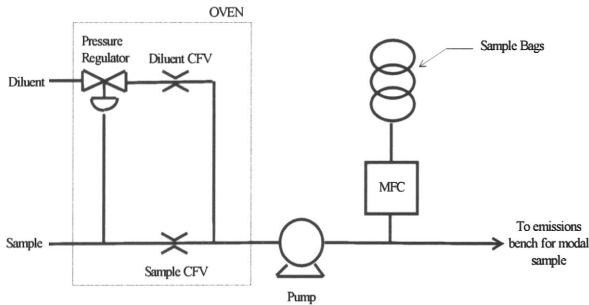 OVEN
Pressure
Regulator
Diluent CFV
Sample Bags
Diluent
MFC
Sample
To emissions
bench for modal
sample
Sample CFV
Pump